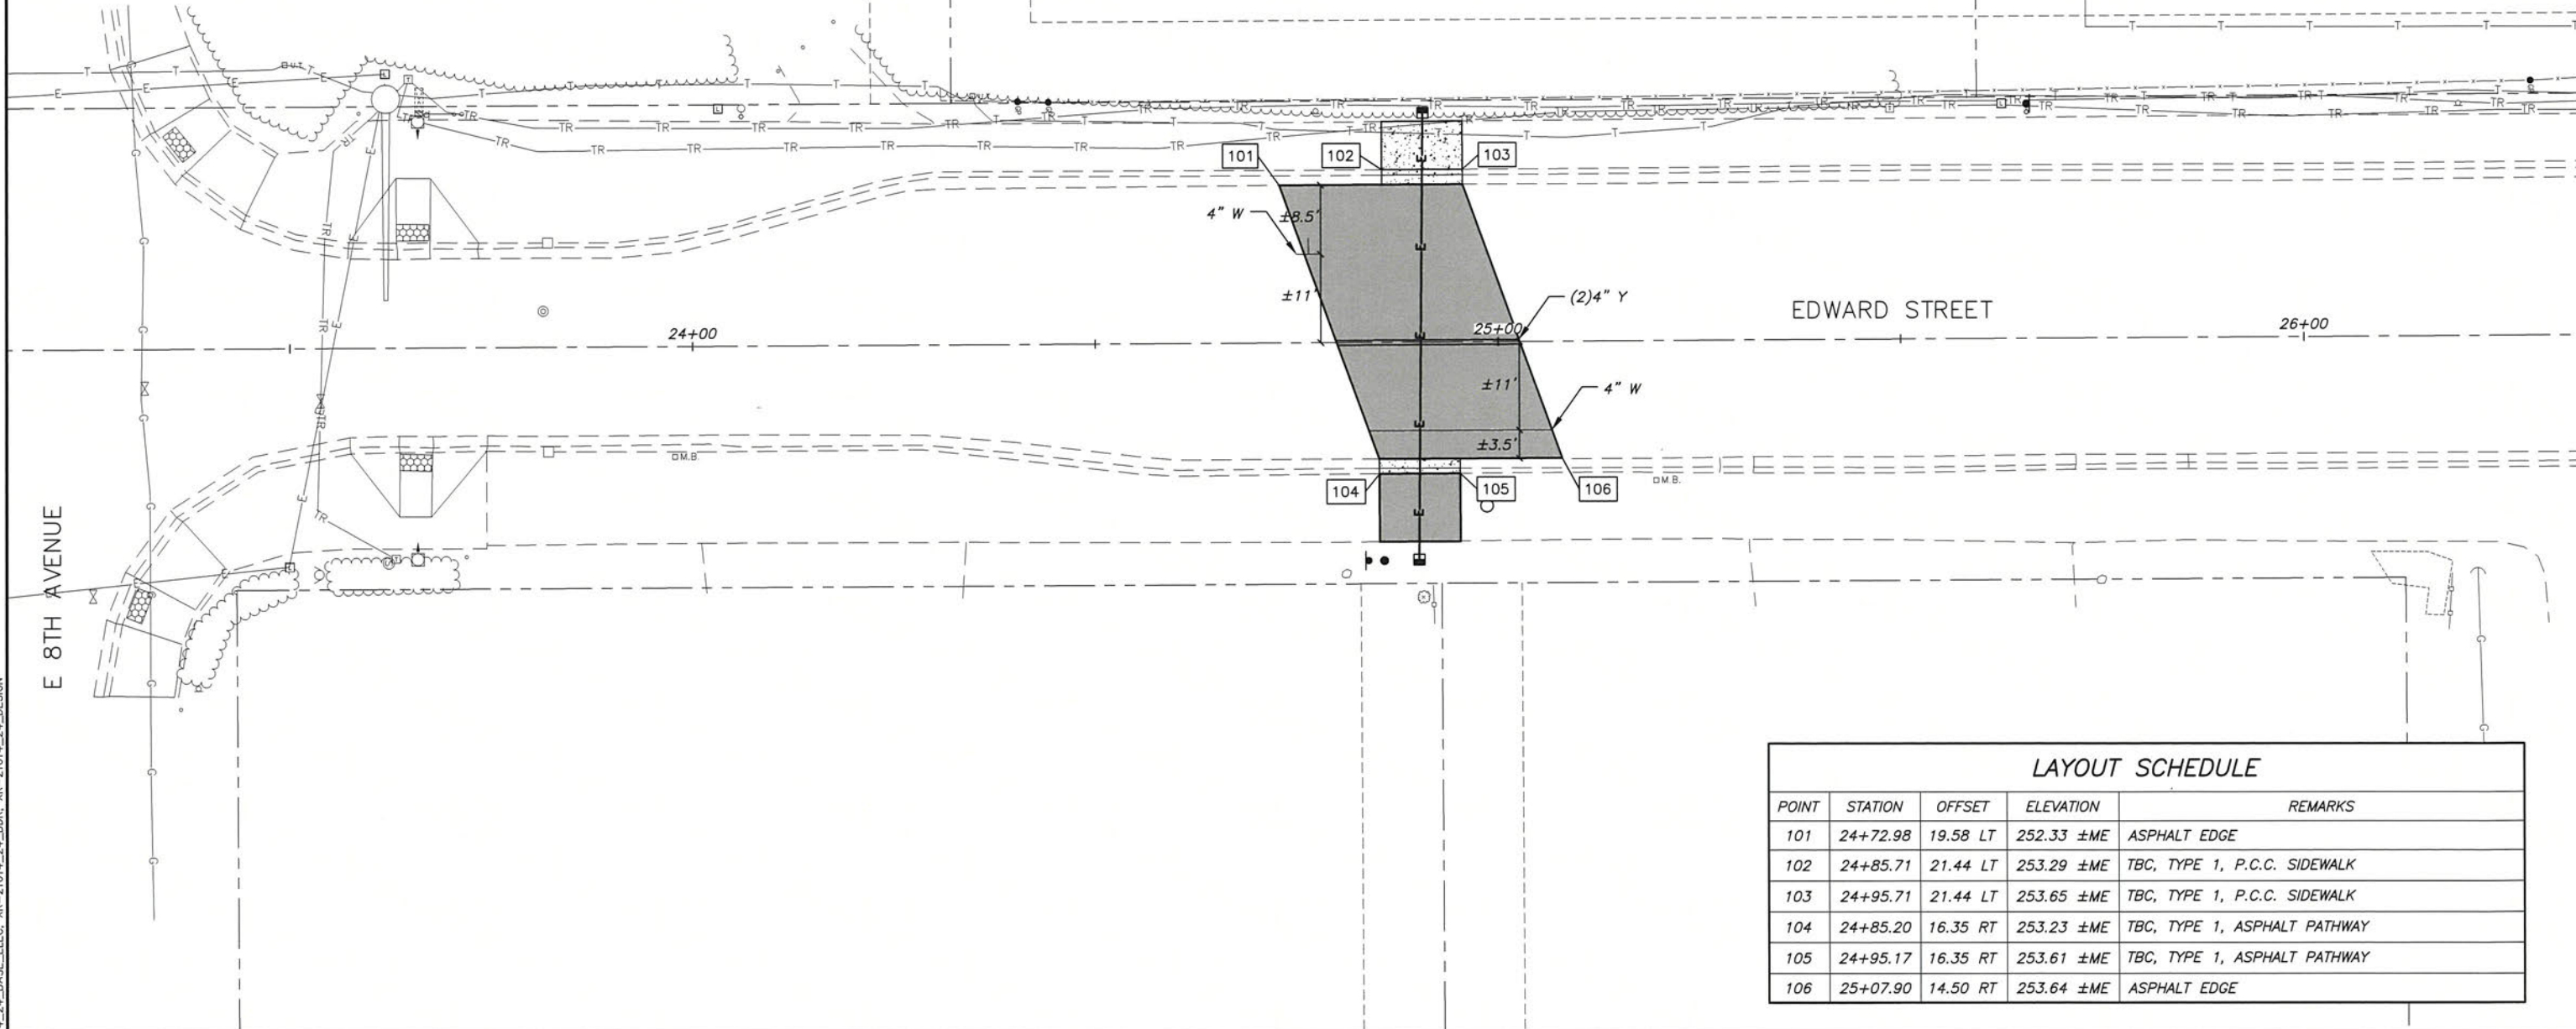 101
102
103
±8.5'
4" W
±11'
(2)4" Y
EDWARD STREET
24+00
25+00
26+00
±11'
4" W
±3.5'
M.B.
M.B.
104
105
106
E 8TH AVENUE
LAYOUT SCHEDULE
POINT STATION OFFSET ELEVATION REMARKS
101 24+72.98 19.58 LT 252.33 ±ME ASPHALT EDGE
102 24+85.71 21.44 LT 253.29 ±ME TBC, TYPE 1, P.C.C. SIDEWALK
103 24+95.71 21.44 LT 253.65 ±ME TBC, TYPE 1, P.C.C. SIDEWALK
104 24+85.20 16.35 RT 253.23 ±ME TBC, TYPE 1, ASPHALT PATHWAY
105 24+95.17 16.35 RT 253.61 ±ME TBC, TYPE 1, ASPHALT PATHWAY
106 25+07.90 14.50 RT 253.64 ±ME ASPHALT EDGE